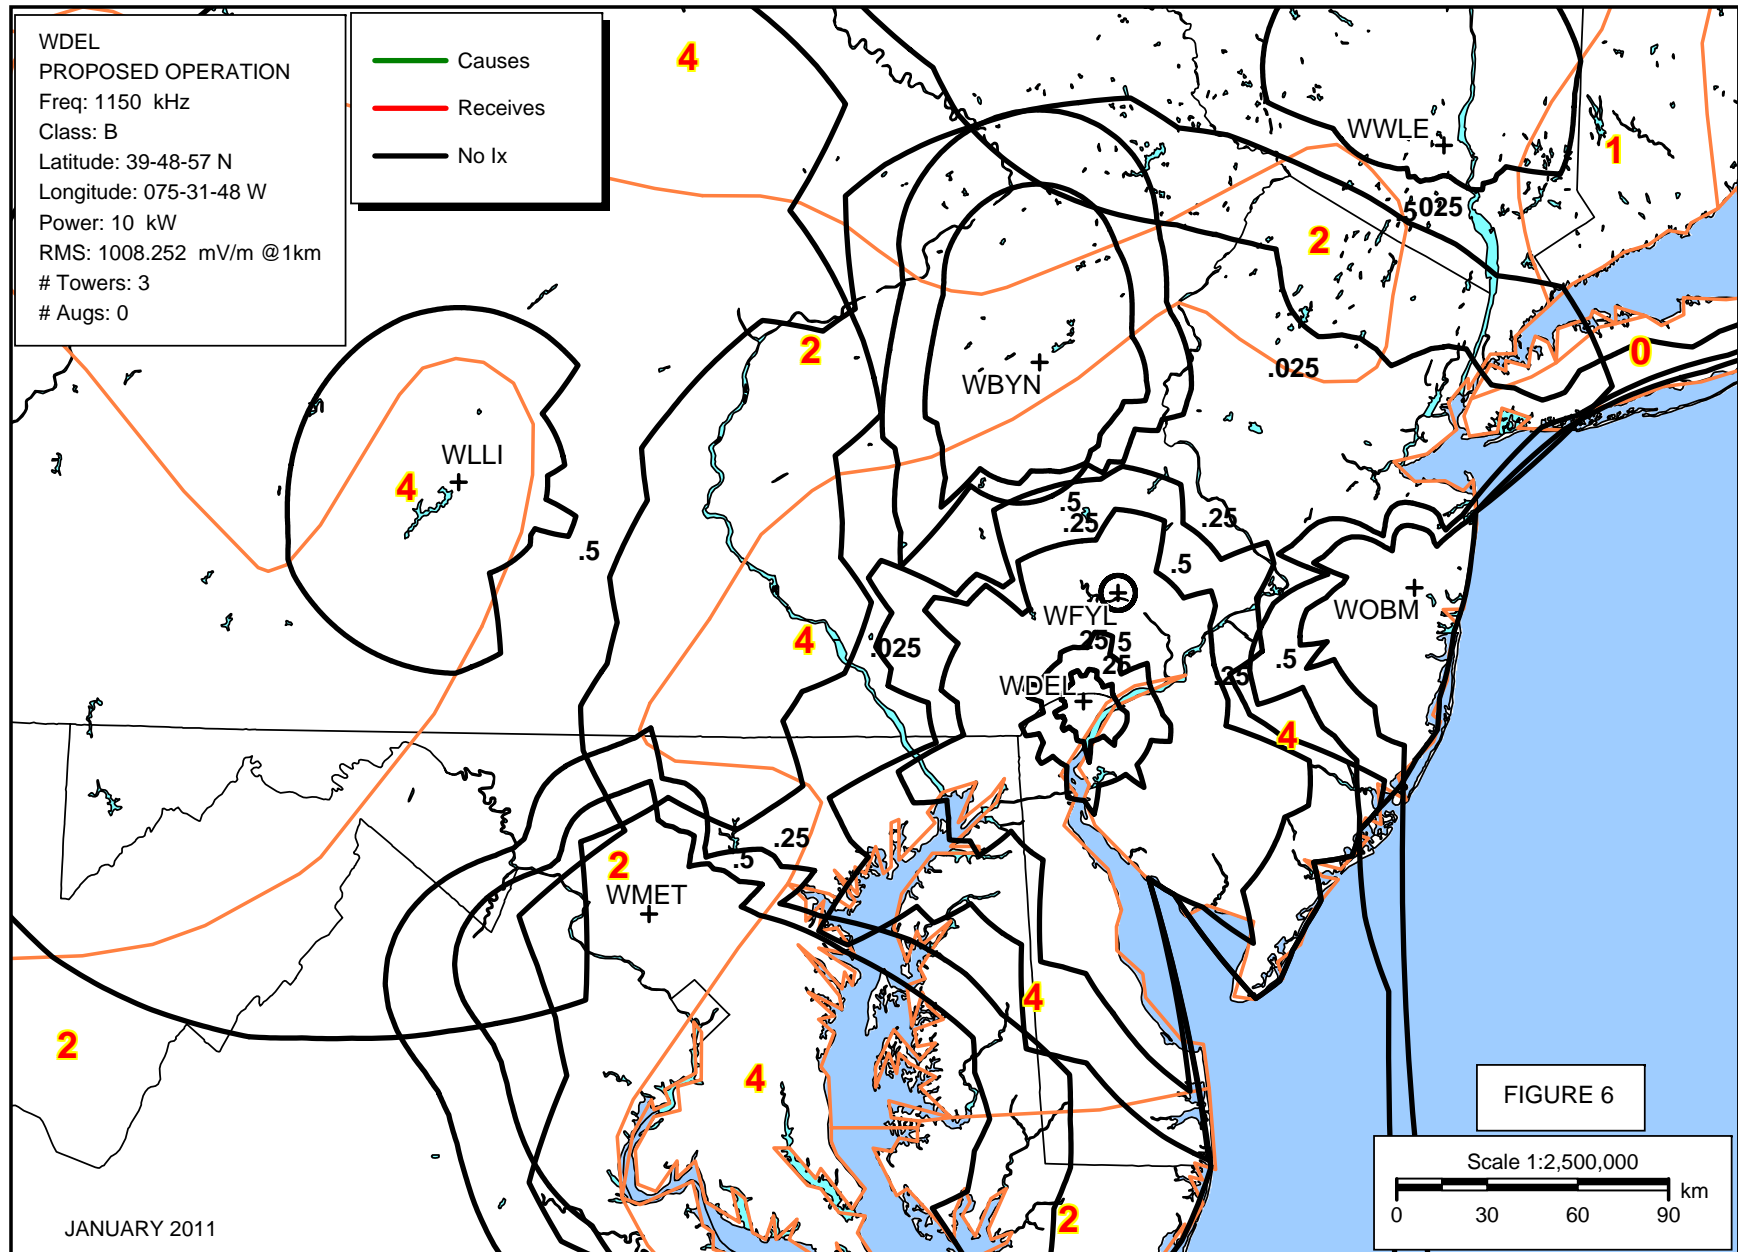 WDEL
PROPOSED OPERATION
Freq: 1150 kHz
Class: B
Latitude: 39-48-57 N
Longitude: 075-31-48 W
Power: 10 kW
RMS: 1008.252 mV/m @1km
# Towers: 3
# Augs: 0
Causes
Receives
No Ix
4
WWLE
1
.5
.025
2
2
0
WBYN
.025
WLLI
4
.5
.5
.25
.25
.5
WFYL
WOBM
4
.025
.25
.5
.25
.5
.25
WDEL
4
.25
.5
2
WMET
4
2
4
2
FIGURE 6
Scale 1:2,500,000
km
0 30 60 90
JANUARY 2011